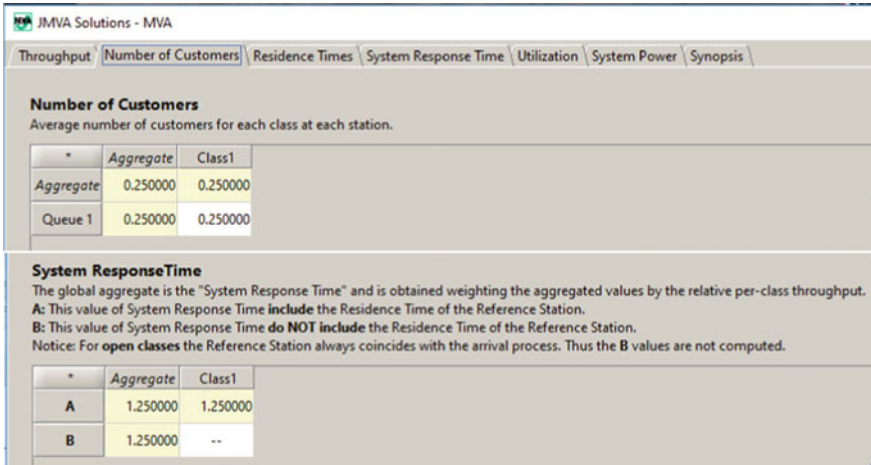 MVA JMVA Solutions - MVA
Throughput Number of Customers Residence Times System Response Time Utilization System Power Synopsis
Number of Customers
Average number of customers for each class at each station.
* Aggregate Class1
Aggregate 0.250000 0.250000
Queue 1 0.250000 0.250000
System ResponseTime
The global aggregate is the "System Response Time" and is obtained weighting the aggregated values by the relative per-class throughput.
A: This value of System Response Time include the Residence Time of the Reference Station.
B: This value of System Response Time do NOT include the Residence Time of the Reference Station.
Notice: For open classes the Reference Station always coincides with the arrival process. Thus the B values are not computed.
* Aggregate Class1
A 1.250000 1.250000
B 1.250000 --